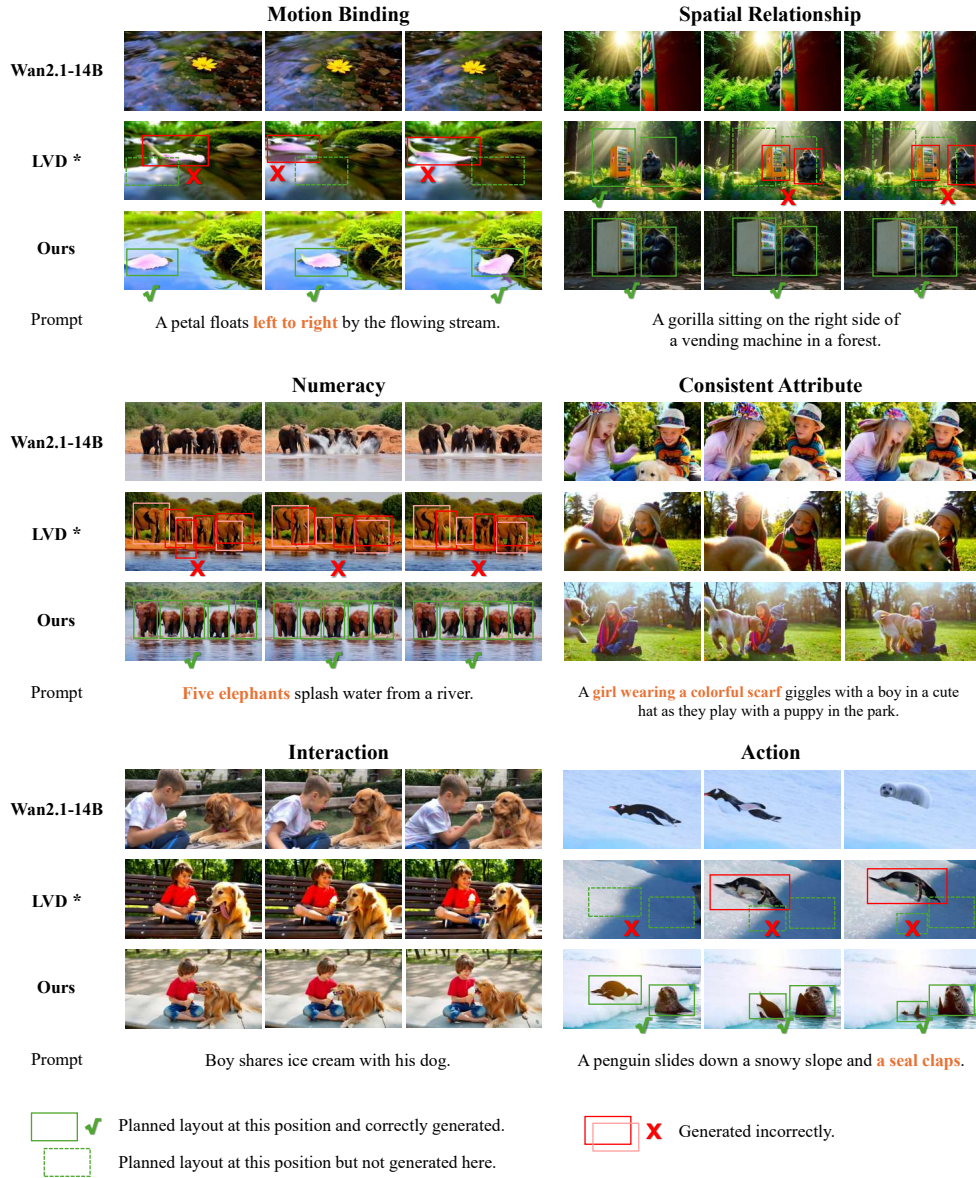 Motion Binding
Spatial Relationship
Wan2.1-14B
LVD *
Ours
Prompt
A petal floats left to right by the flowing stream.
A gorilla sitting on the right side of
a vending machine in a forest.
Numeracy
Consistent Attribute
Wan2.1-14B
LVD *
Ours
Prompt
Five elephants splash water from a river.
A girl wearing a colorful scarf giggles with a boy in a cute
hat as they play with a puppy in the park.
Interaction
Action
Wan2.1-14B
LVD *
Ours
Prompt
Boy shares ice cream with his dog.
A penguin slides down a snowy slope and a seal claps.
Planned layout at this position and correctly generated.
Generated incorrectly.
Planned layout at this position but not generated here.